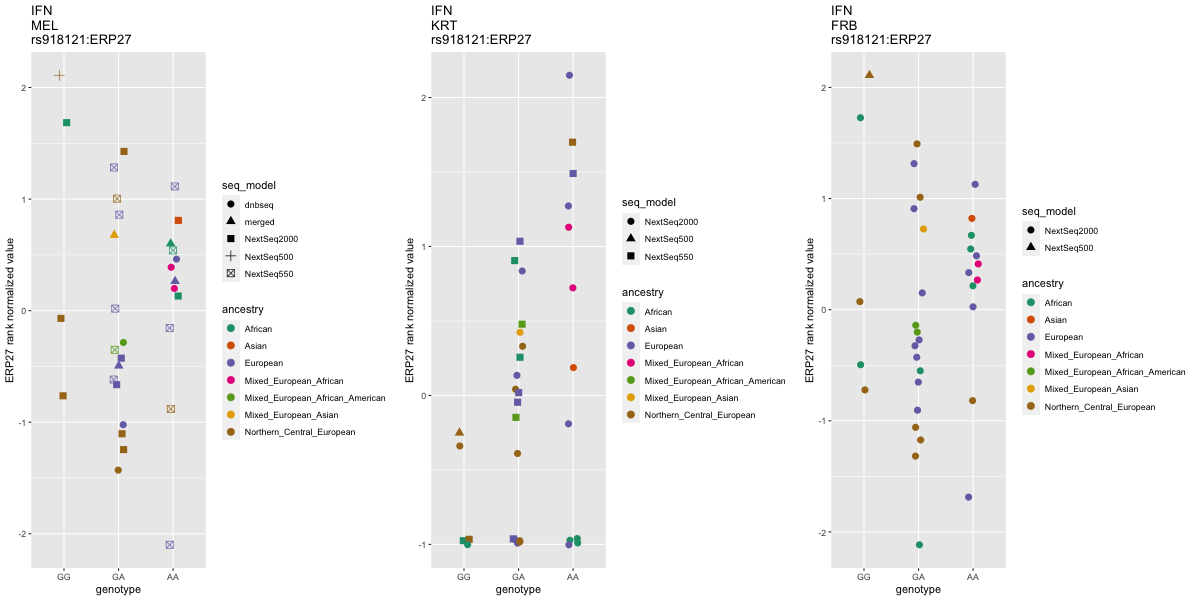 IFN
MEL
rs918121:ERP27
ERP27 rank normalized value
2
1
0
-1
-2
GG
GA
AA
genotype
seq_model
dnbseq
merged
NextSeq2000
NextSeq500
NextSeq550
ancestry
African
Asian
European
Mixed_European_African
Mixed_European_African_American
Mixed_European_Asian
Northern_Central_European
IFN
KRT
rs918121:ERP27
ERP27 rank normalized value
2
1
0
-1
GG
GA
AA
genotype
seq_model
NextSeq2000
NextSeq500
NextSeq550
ancestry
African
Asian
European
Mixed_European_African
Mixed_European_African_American
Mixed_European_Asian
Northern_Central_European
IFN
FRB
rs918121:ERP27
ERP27 rank normalized value
2
1
0
-1
-2
GG
GA
AA
genotype
seq_model
NextSeq2000
NextSeq500
ancestry
African
Asian
European
Mixed_European_African
Mixed_European_African_American
Mixed_European_Asian
Northern_Central_European